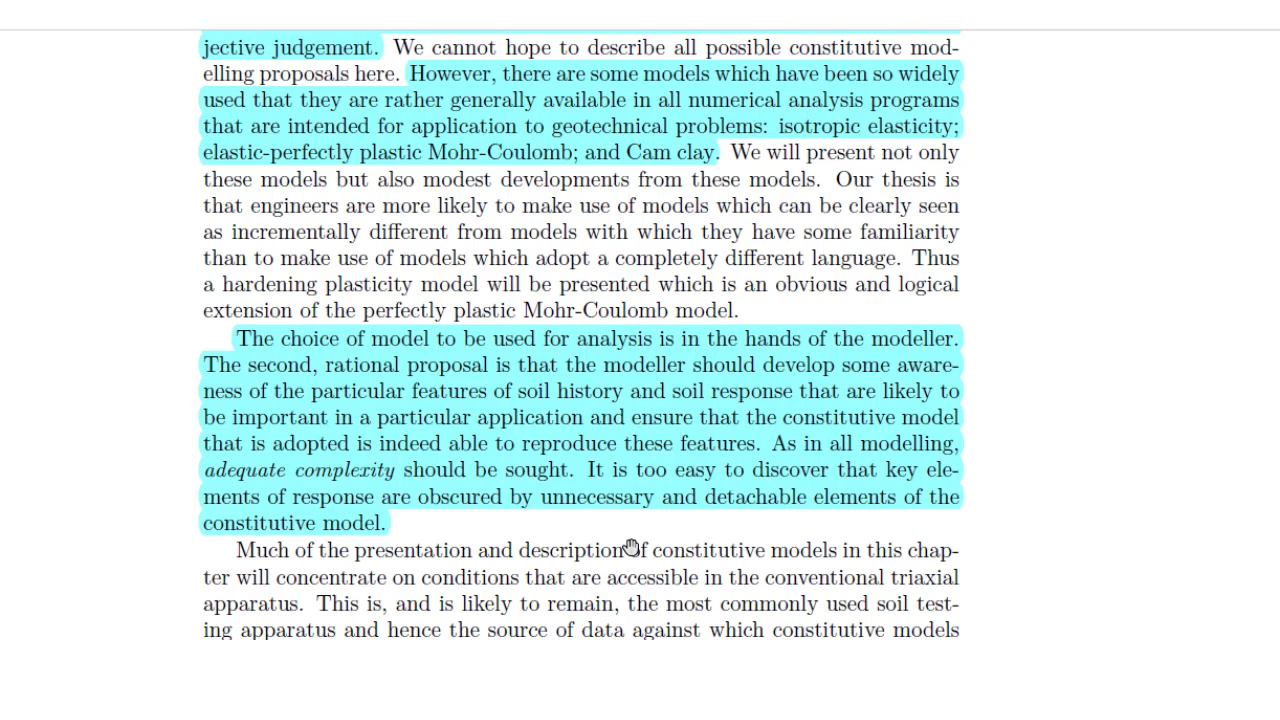 jective judgement. We cannot hope to describe all possible constitutive mod-
elling proposals here. However, there are some models which have been so widely
used that they are rather generally available in all numerical analysis programs
that are intended for application to geotechnical problems: isotropic elasticity;
elastic-perfectly plastic Mohr-Coulomb; and Cam clay. We will present not only
these models but also modest developments from these models. Our thesis is
that engineers are more likely to make use of models which can be clearly seen
as incrementally different from models with which they have some familiarity
than to make use of models which adopt a completely different language. Thus
a hardening plasticity model will be presented which is an obvious and logical
extension of the perfectly plastic Mohr-Coulomb model.
The choice of model to be used for analysis is in the hands of the modeller.
The second, rational proposal is that the modeller should develop some aware-
ness of the particular features of soil history and soil response that are likely to
be important in a particular application and ensure that the constitutive model
that is adopted is indeed able to reproduce these features. As in all modelling,
adequate complexity should be sought. It is too easy to discover that key ele-
ments of response are obscured by unnecessary and detachable elements of the
constitutive model.
Much of the presentation and description of constitutive models in this chap-
ter will concentrate on conditions that are accessible in the conventional triaxial
apparatus. This is, and is likely to remain, the most commonly used soil test-
ing apparatus and hence the source of data against which constitutive models